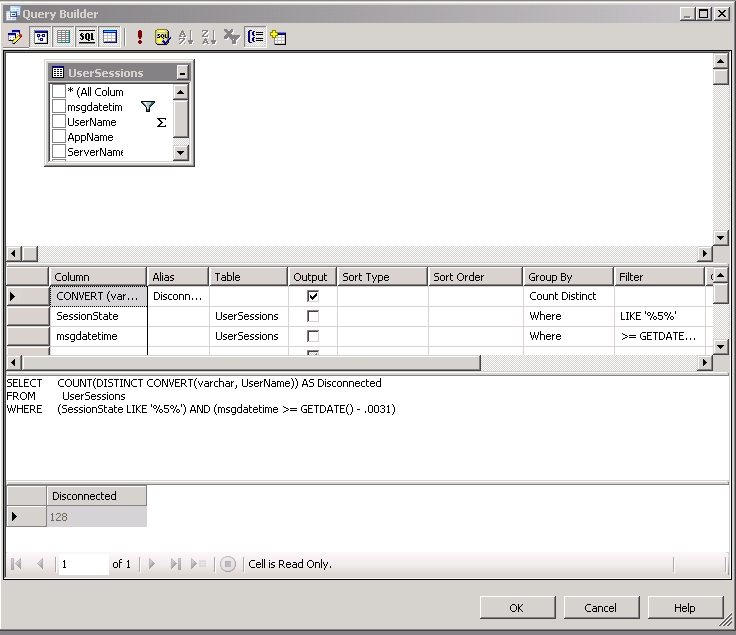 Query Builder
SQL SQL A Z Z A
UserSessions
* (All Colum
msgdatetim
UserName Σ
AppName
ServerName
Column Alias Table Output Sort Type Sort Order Group By Filter
CONVERT (var... Disconn... Count Distinct
SessionState UserSessions Where LIKE '%5%'
msgdatetime UserSessions Where >= GETDATE...
SELECT COUNT(DISTINCT CONVERT(varchar, UserName)) AS Disconnected
FROM UserSessions
WHERE (SessionState LIKE '%5%') AND (msgdatetime >= GETDATE() - .0031)
Disconnected
128
1 of 1 Cell is Read Only.
OK Cancel Help